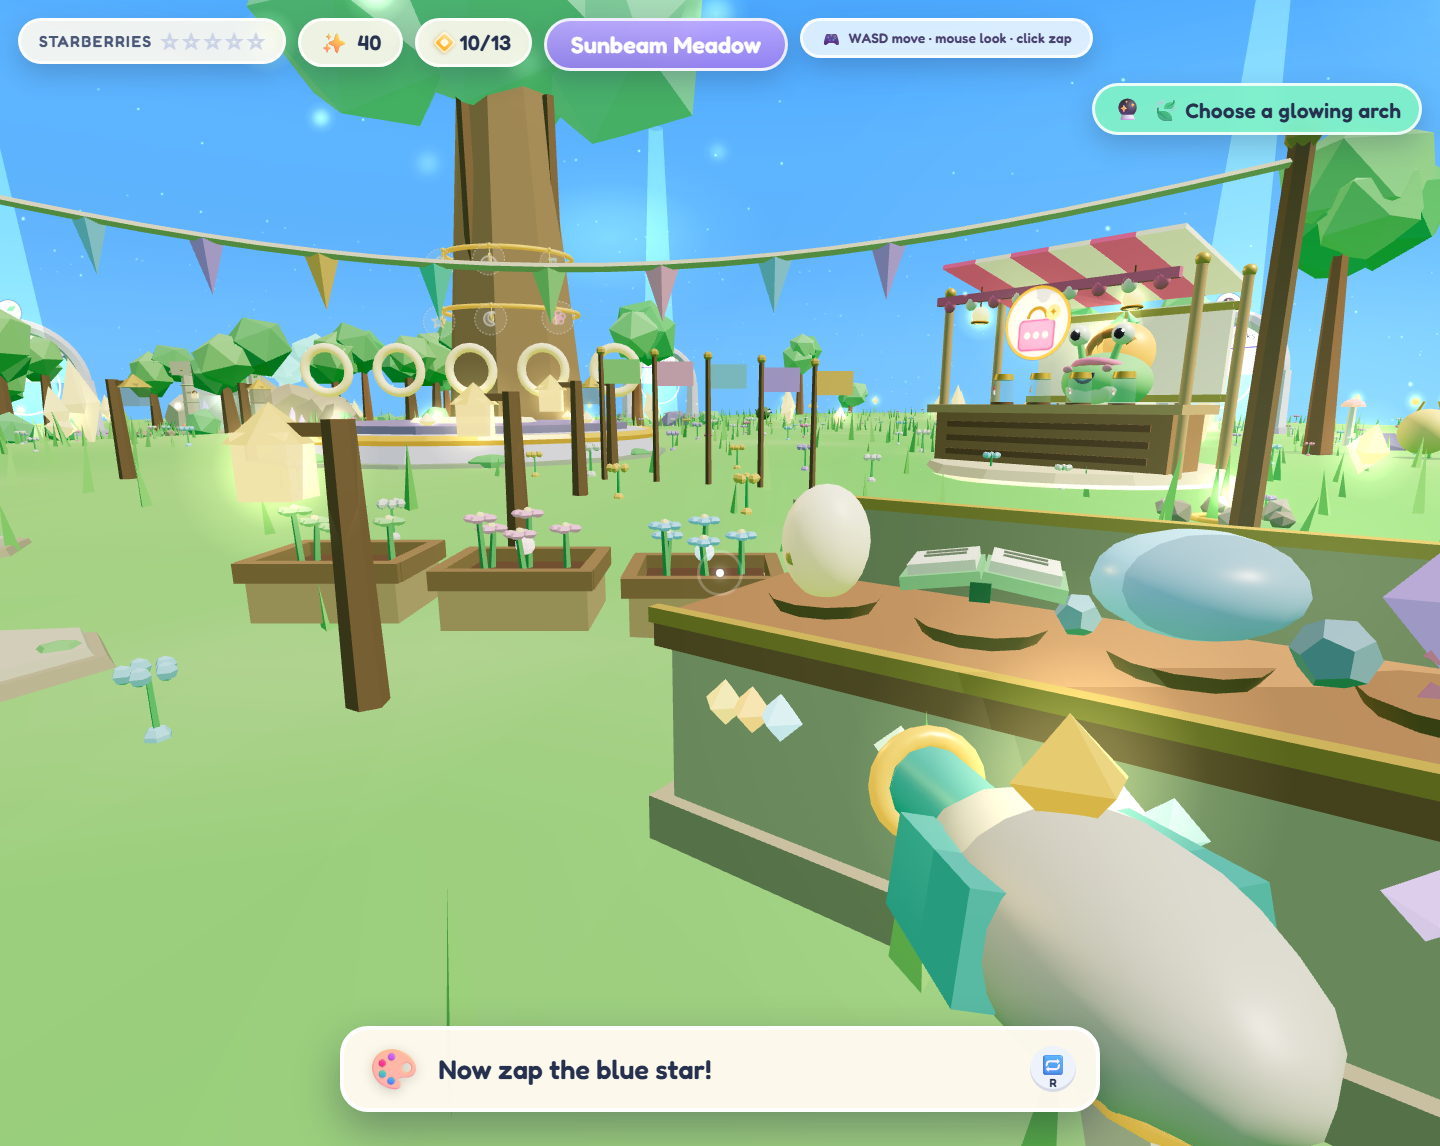 STARBERRIES
40
10/13
Sunbeam Meadow
WASD move · mouse look · click zap
Choose a glowing arch
Now zap the blue star!
R